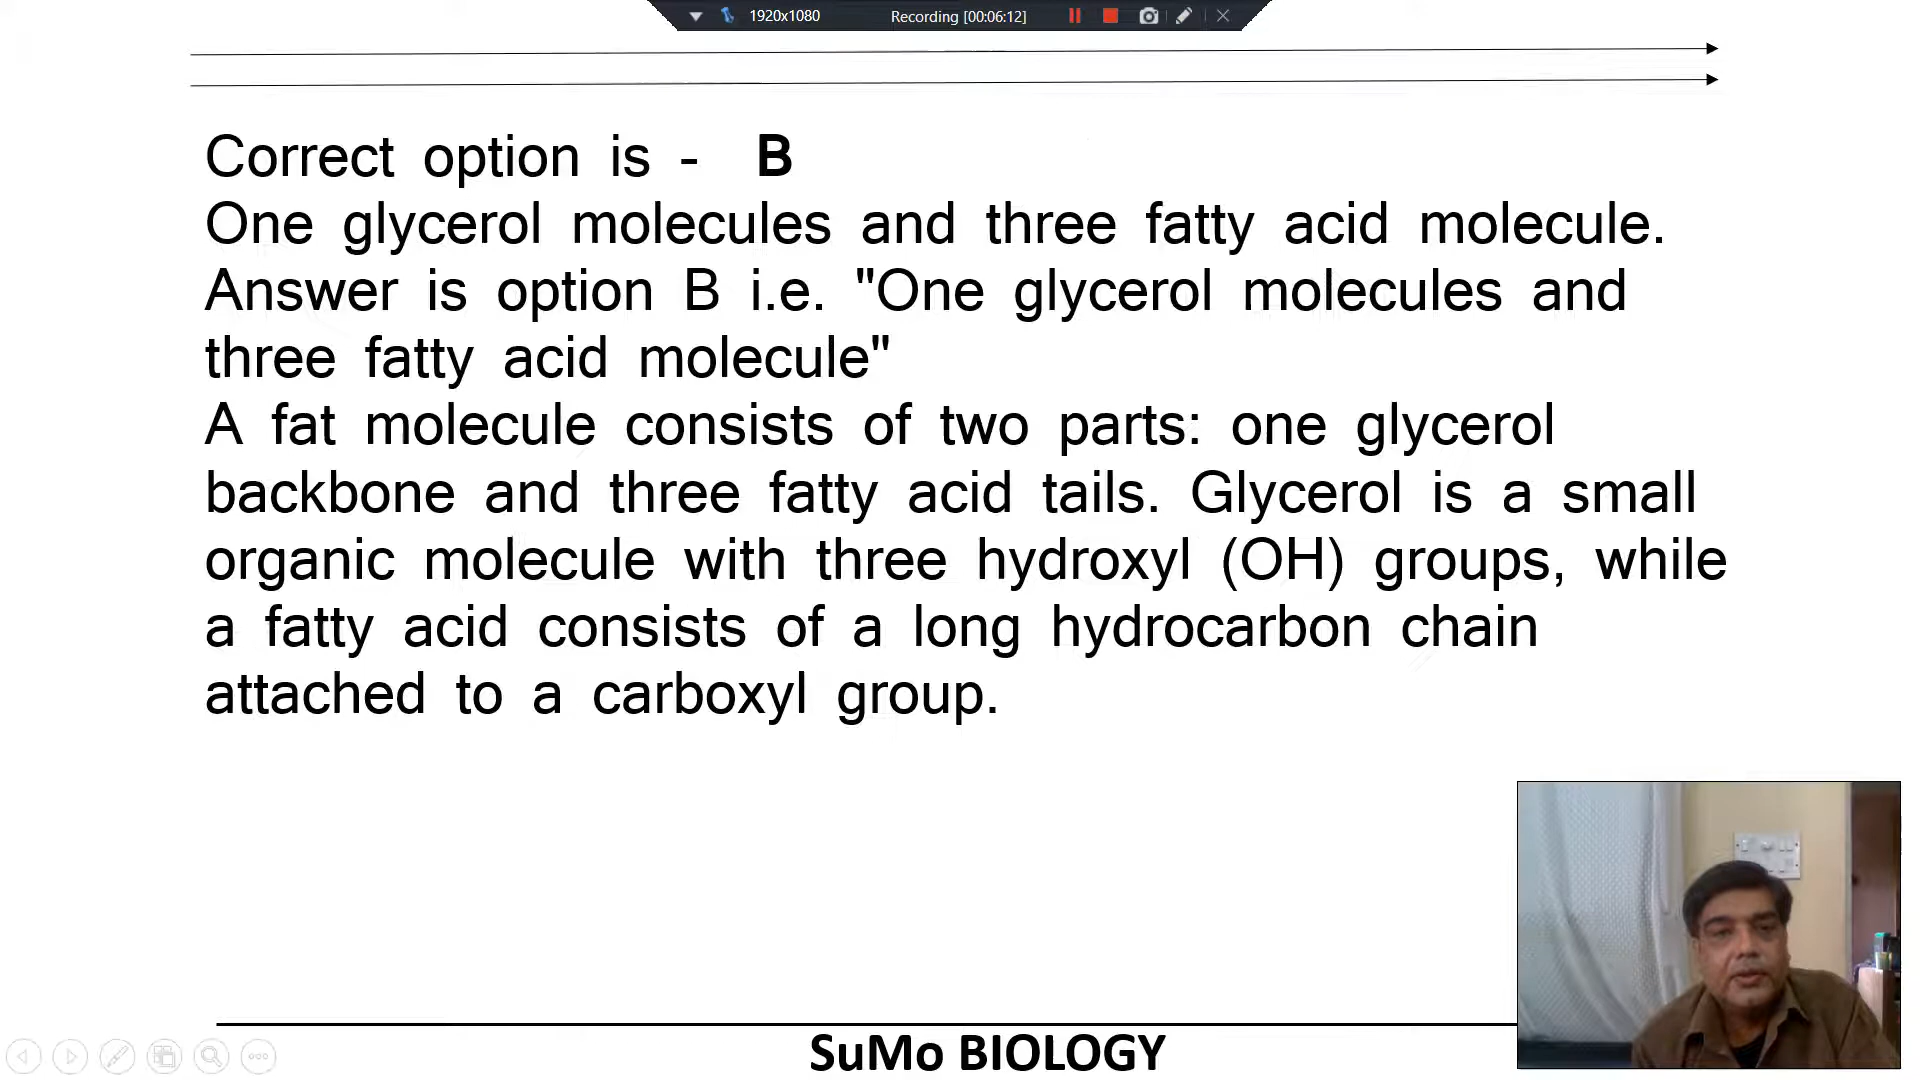 1920x1080 Recording [00:06:12]
Correct option is - B
One glycerol molecules and three fatty acid molecule.
Answer is option B i.e. "One glycerol molecules and
three fatty acid molecule"
A fat molecule consists of two parts: one glycerol
backbone and three fatty acid tails. Glycerol is a small
organic molecule with three hydroxyl (OH) groups, while
a fatty acid consists of a long hydrocarbon chain
attached to a carboxyl group.
SuMo BIOLOGY